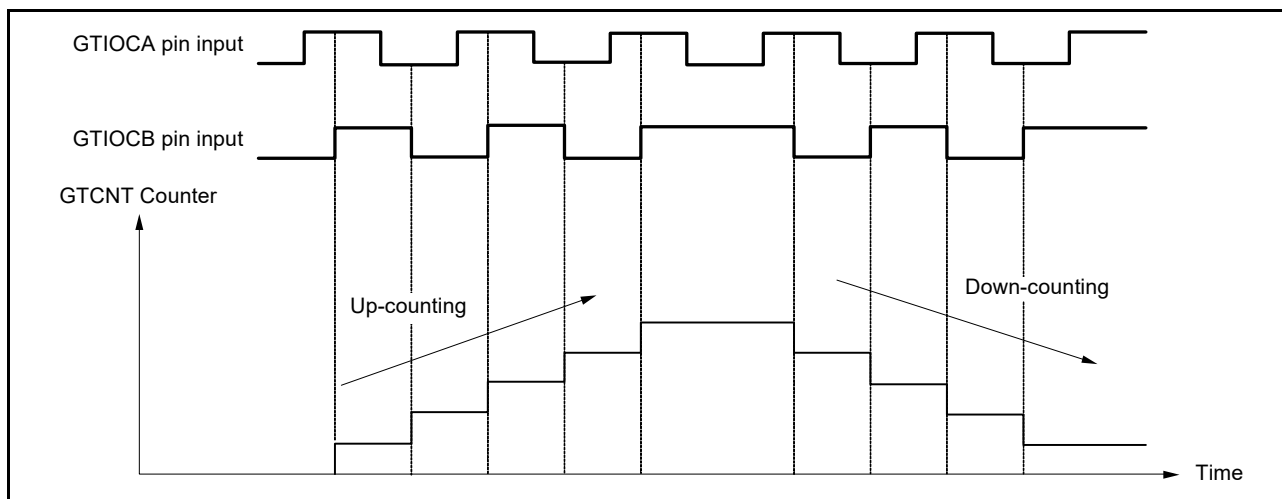 GTIOCA pin input
GTIOCB pin input
GTCNT Counter
Up-counting
Down-counting
Time